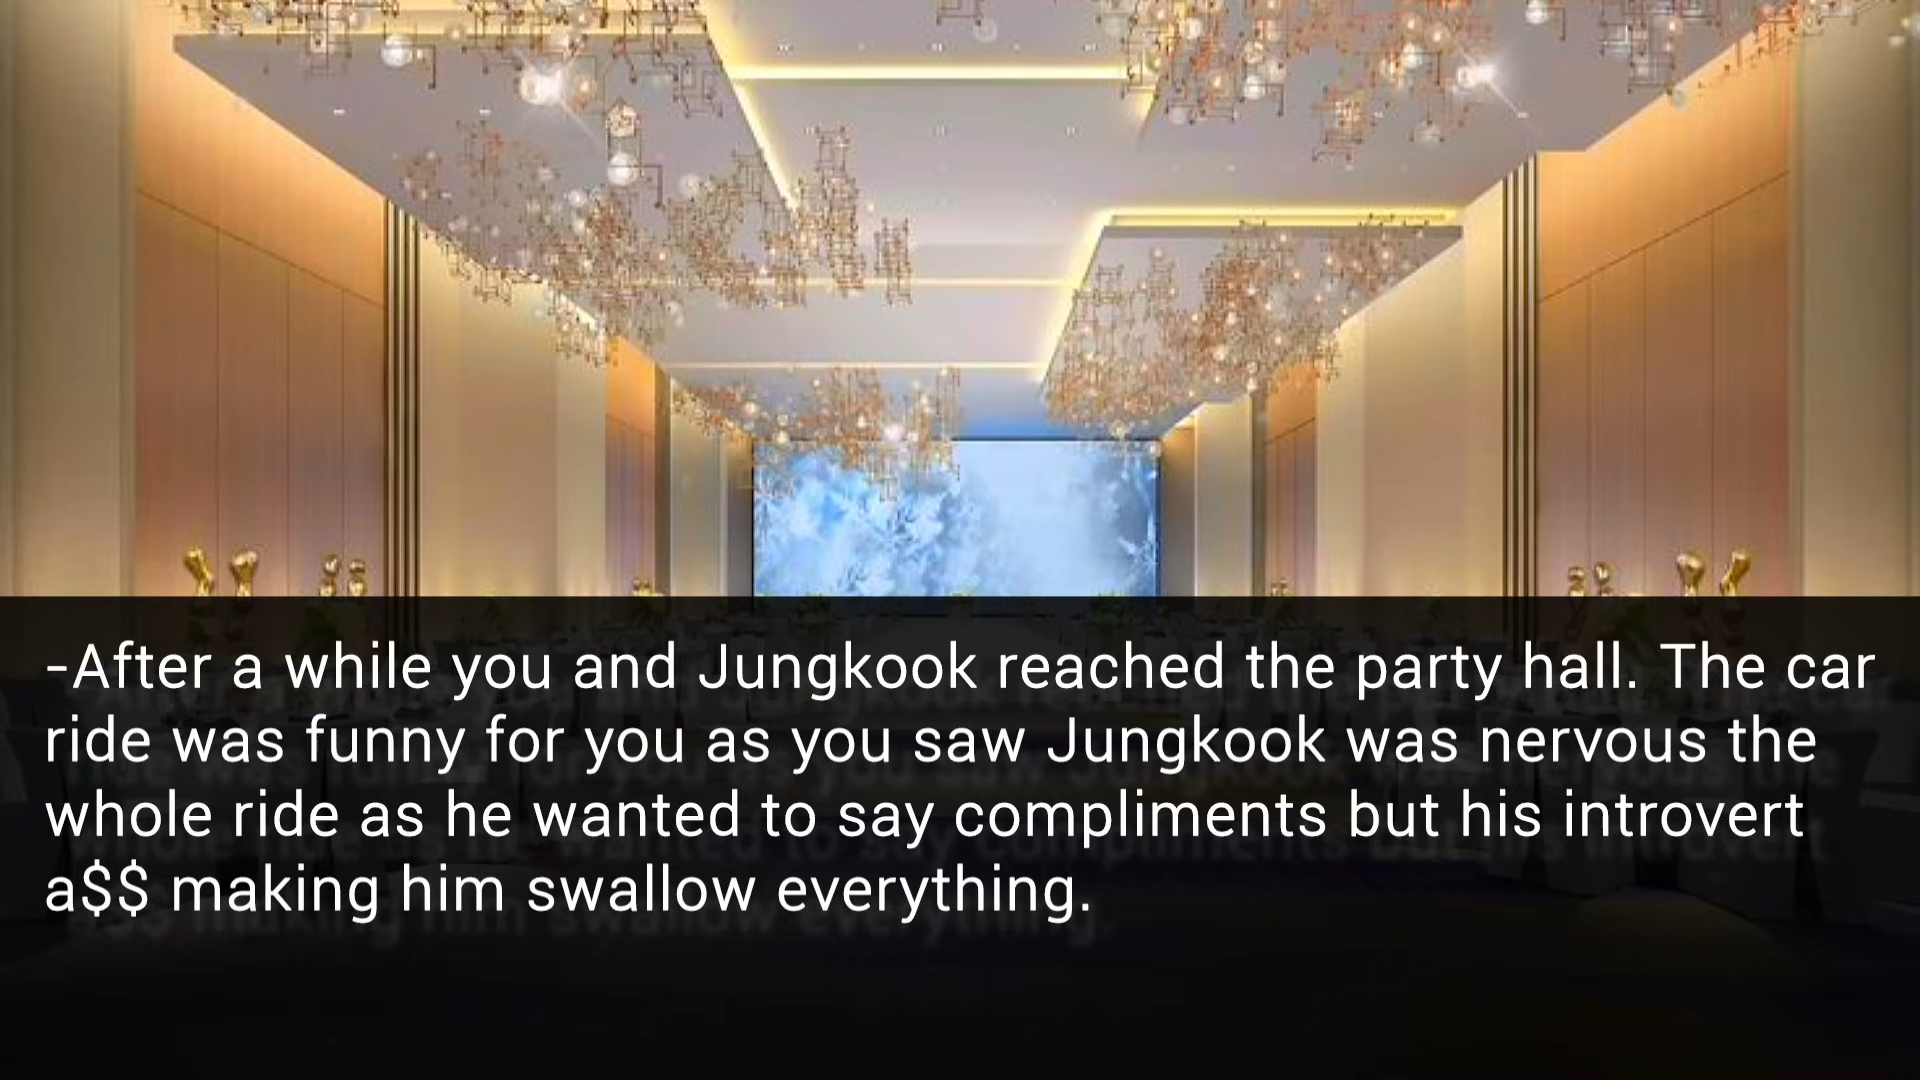 -After a while you and Jungkook reached the party hall. The car
ride was funny for you as you saw Jungkook was nervous the
whole ride as he wanted to say compliments but his introvert
a$$ making him swallow everything.